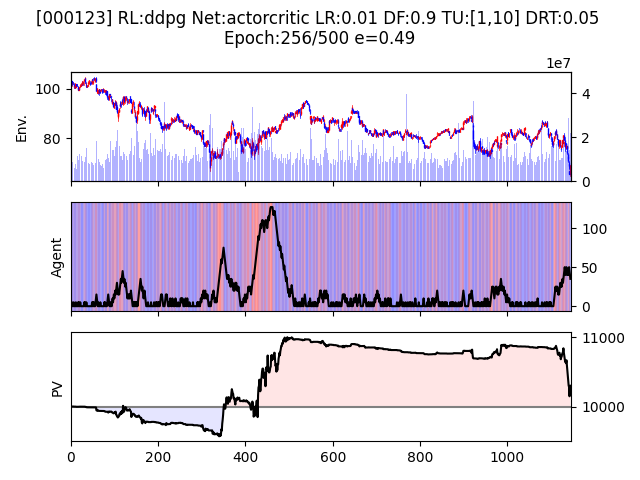 [000123] RL:ddpg Net:actorcritic LR:0.01 DF:0.9 TU:[1,10] DRT:0.05
Epoch:256/500 e=0.49
1e7
100
80
Env.
4
2
0
Agent
100
50
0
PV
11000
10000
0 200 400 600 800 1000